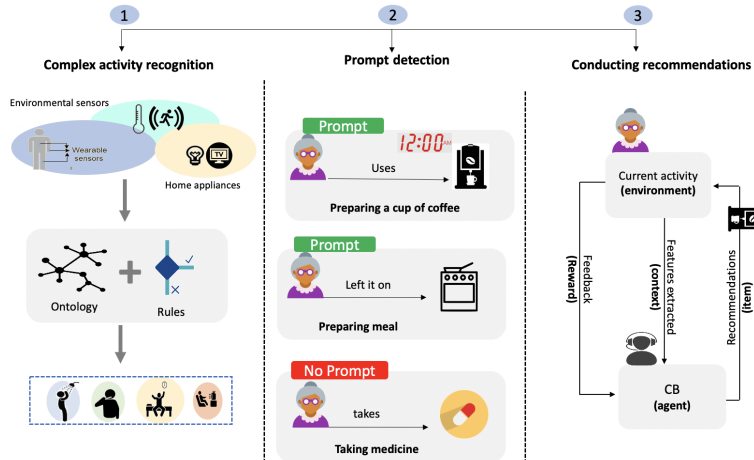 1
2
3
Complex activity recognition
Prompt detection
Conducting recommendations
Environmental sensors
Wearable
sensors
TV
Home appliances
Ontology
Rules
Prompt
12:00 AM
Uses
Preparing a cup of coffee
Prompt
Left it on
Preparing meal
No Prompt
takes
Taking medicine
Current activity
(environment)
Feedback
(Reward)
Features extracted
(context)
Recommendations
(item)
CB
(agent)